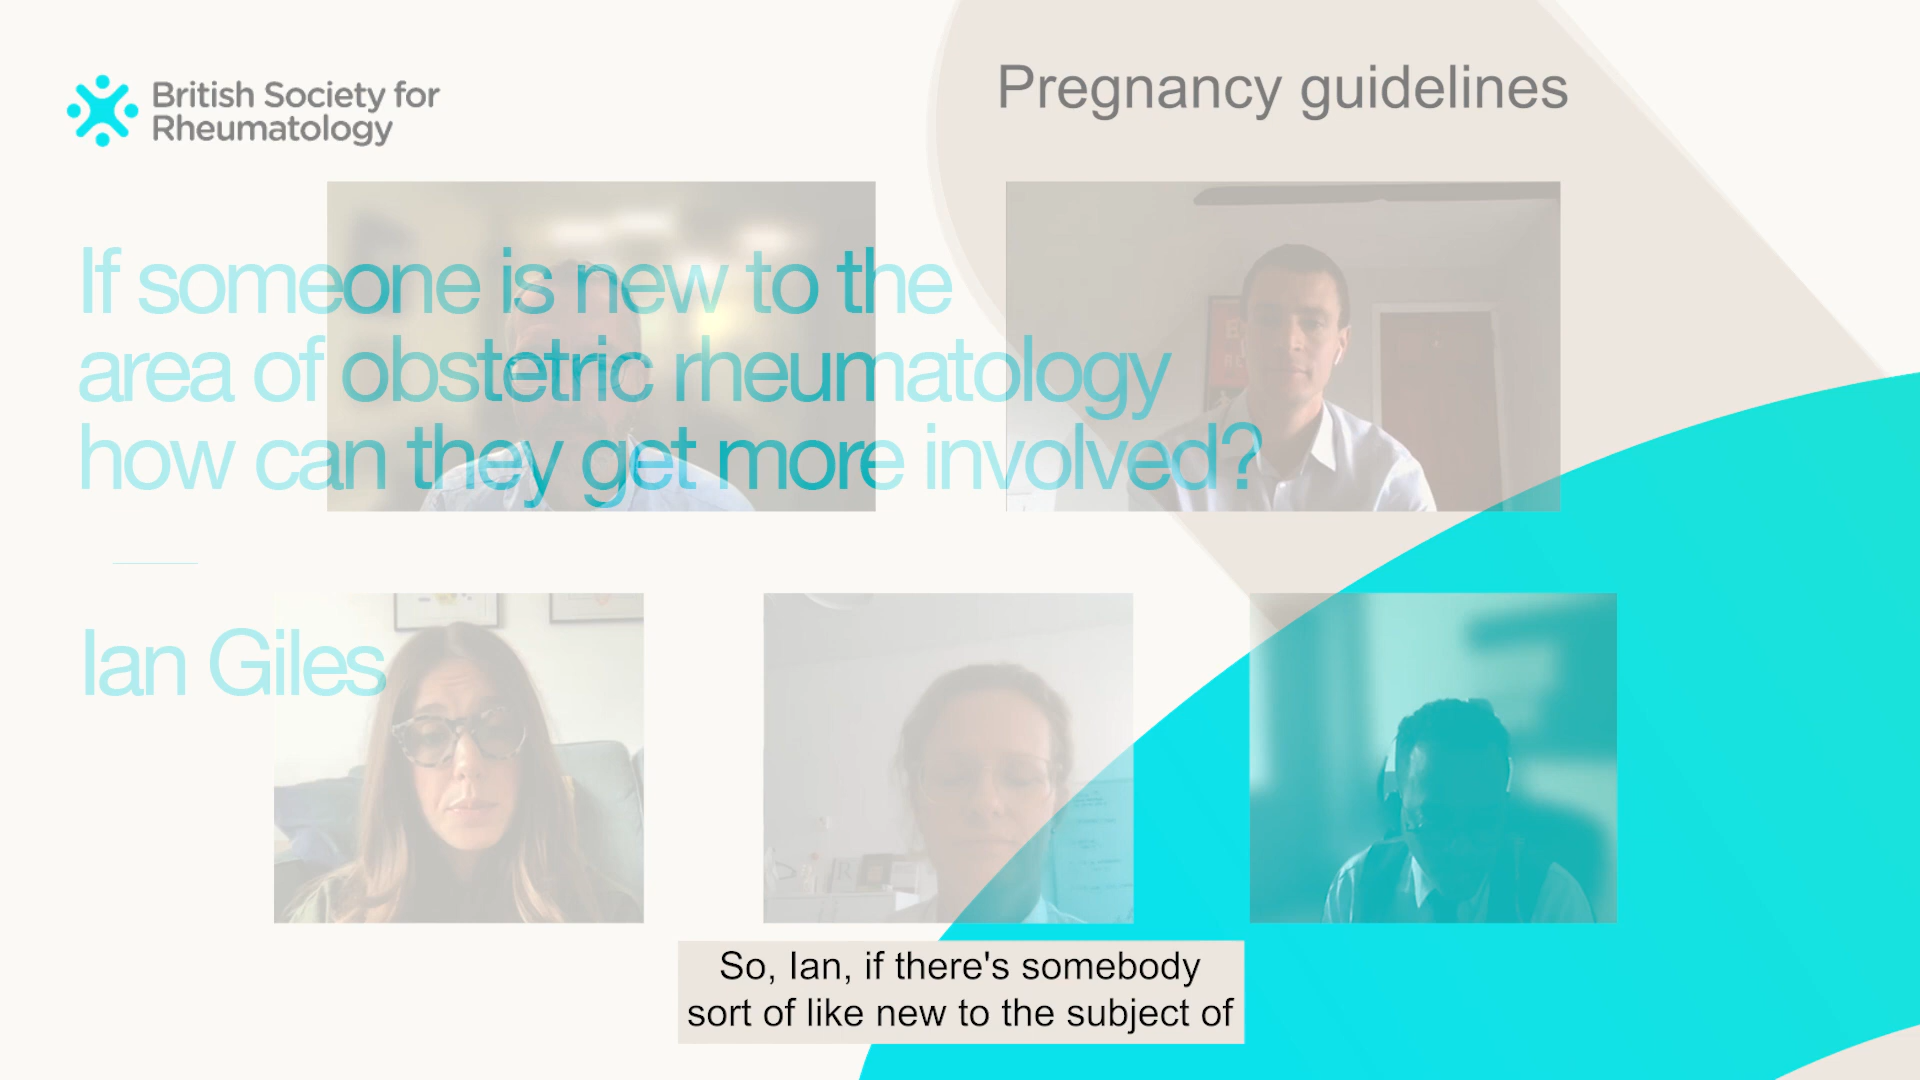 British Society for
Rheumatology
Pregnancy guidelines
If someone is new to the
area of obstetric rheumatology
how can they get more involved?
Ian Giles
So, Ian, if there's somebody
sort of like new to the subject of